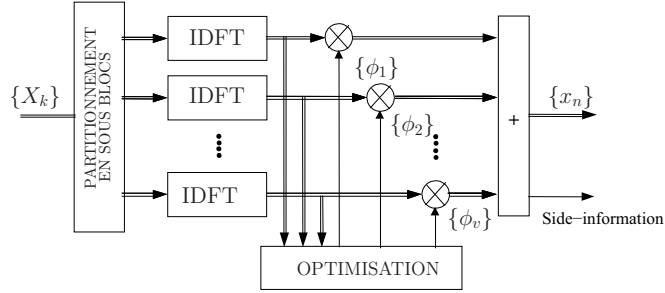 {X_k}
PARTITIONNEMENT
EN SOUS BLOCS
IDFT
{ϕ_1}
IDFT
{ϕ_2}
IDFT
{ϕ_v}
+
{x_n}
Side-information
OPTIMISATION